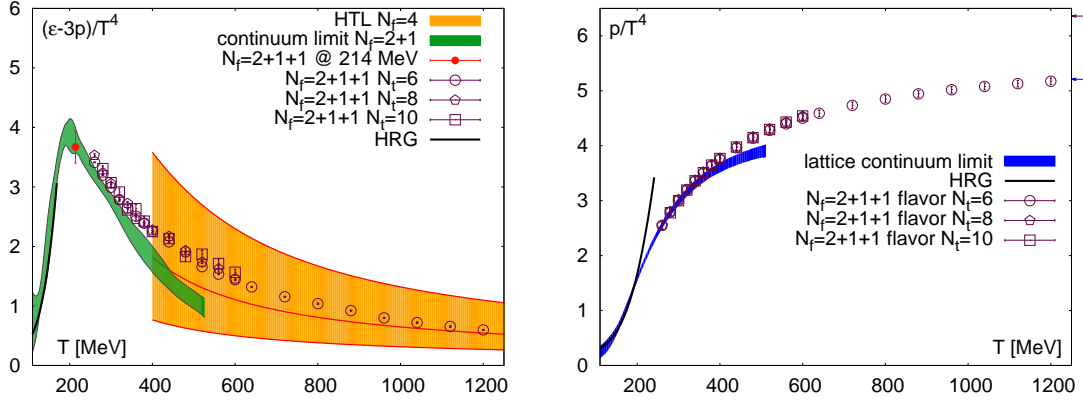 (ε-3p)/T⁴
HTL N_f=4
continuum limit N_f=2+1
N_f=2+1+1 @ 214 MeV
N_f=2+1+1 N_t=6
N_f=2+1+1 N_t=8
N_f=2+1+1 N_t=10
HRG
6
5
4
3
2
1
0
T [MeV]
200 400 600 800 1000 1200
p/T⁴
lattice continuum limit
HRG
N_f=2+1+1 flavor N_t=6
N_f=2+1+1 flavor N_t=8
N_f=2+1+1 flavor N_t=10
6
5
4
3
2
1
0
T [MeV]
200 400 600 800 1000 1200